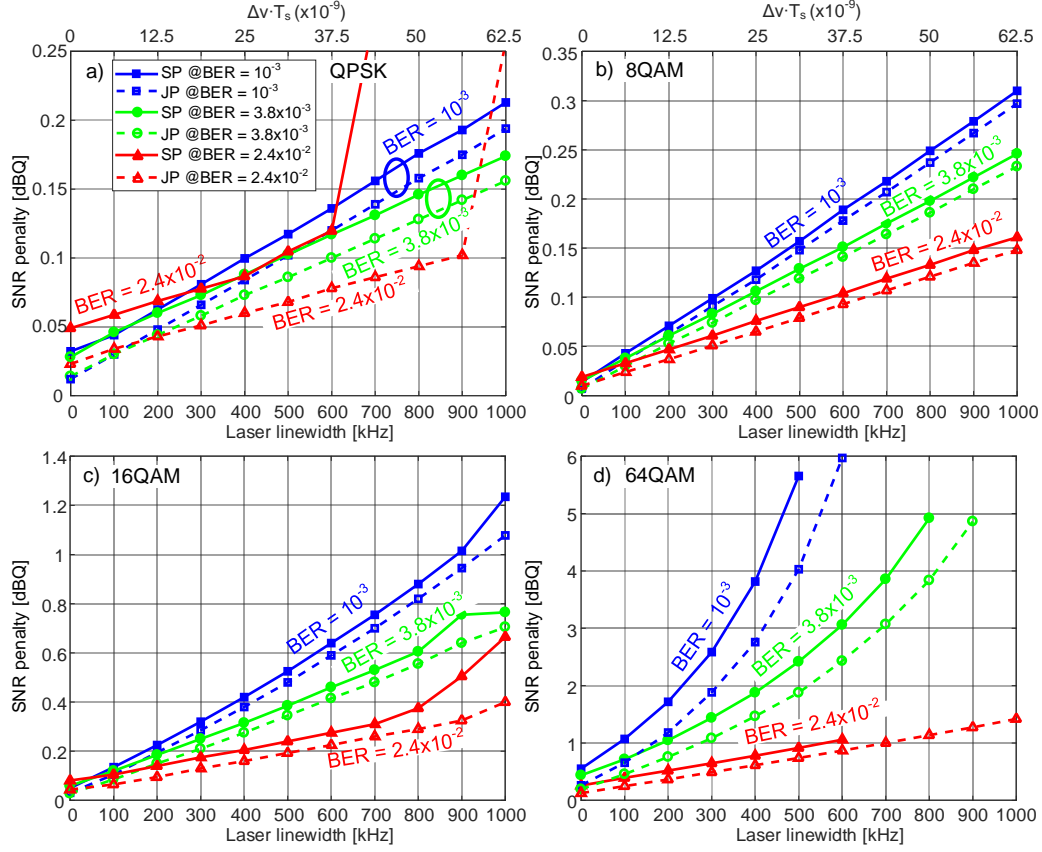 Δν·Tₛ (x10⁻⁹)
0 12.5 25 37.5 50 62.5
a) QPSK
SP @BER = 10⁻³
JP @BER = 10⁻³
SP @BER = 3.8x10⁻³
JP @BER = 3.8x10⁻³
SP @BER = 2.4x10⁻²
JP @BER = 2.4x10⁻²
BER = 10⁻³
BER = 2.4x10⁻²
BER = 3.8x10⁻³
BER = 2.4x10⁻²
SNR penalty [dBQ]
0.25
0.2
0.15
0.1
0.05
0
0 100 200 300 400 500 600 700 800 900 1000
Laser linewidth [kHz]
Δν·Tₛ (x10⁻⁹)
0 12.5 25 37.5 50 62.5
b) 8QAM
BER = 10⁻³
BER = 3.8x10⁻³
BER = 2.4x10⁻²
SNR penalty [dBQ]
0.35
0.3
0.25
0.2
0.15
0.1
0.05
0
0 100 200 300 400 500 600 700 800 900 1000
Laser linewidth [kHz]
c) 16QAM
BER = 10⁻³
BER = 3.8x10⁻³
BER = 2.4x10⁻²
SNR penalty [dBQ]
1.4
1.2
1
0.8
0.6
0.4
0.2
0
0 100 200 300 400 500 600 700 800 900 1000
Laser linewidth [kHz]
d) 64QAM
BER = 10⁻³
BER = 3.8x10⁻³
BER = 2.4x10⁻²
SNR penalty [dBQ]
6
5
4
3
2
1
0
0 100 200 300 400 500 600 700 800 900 1000
Laser linewidth [kHz]